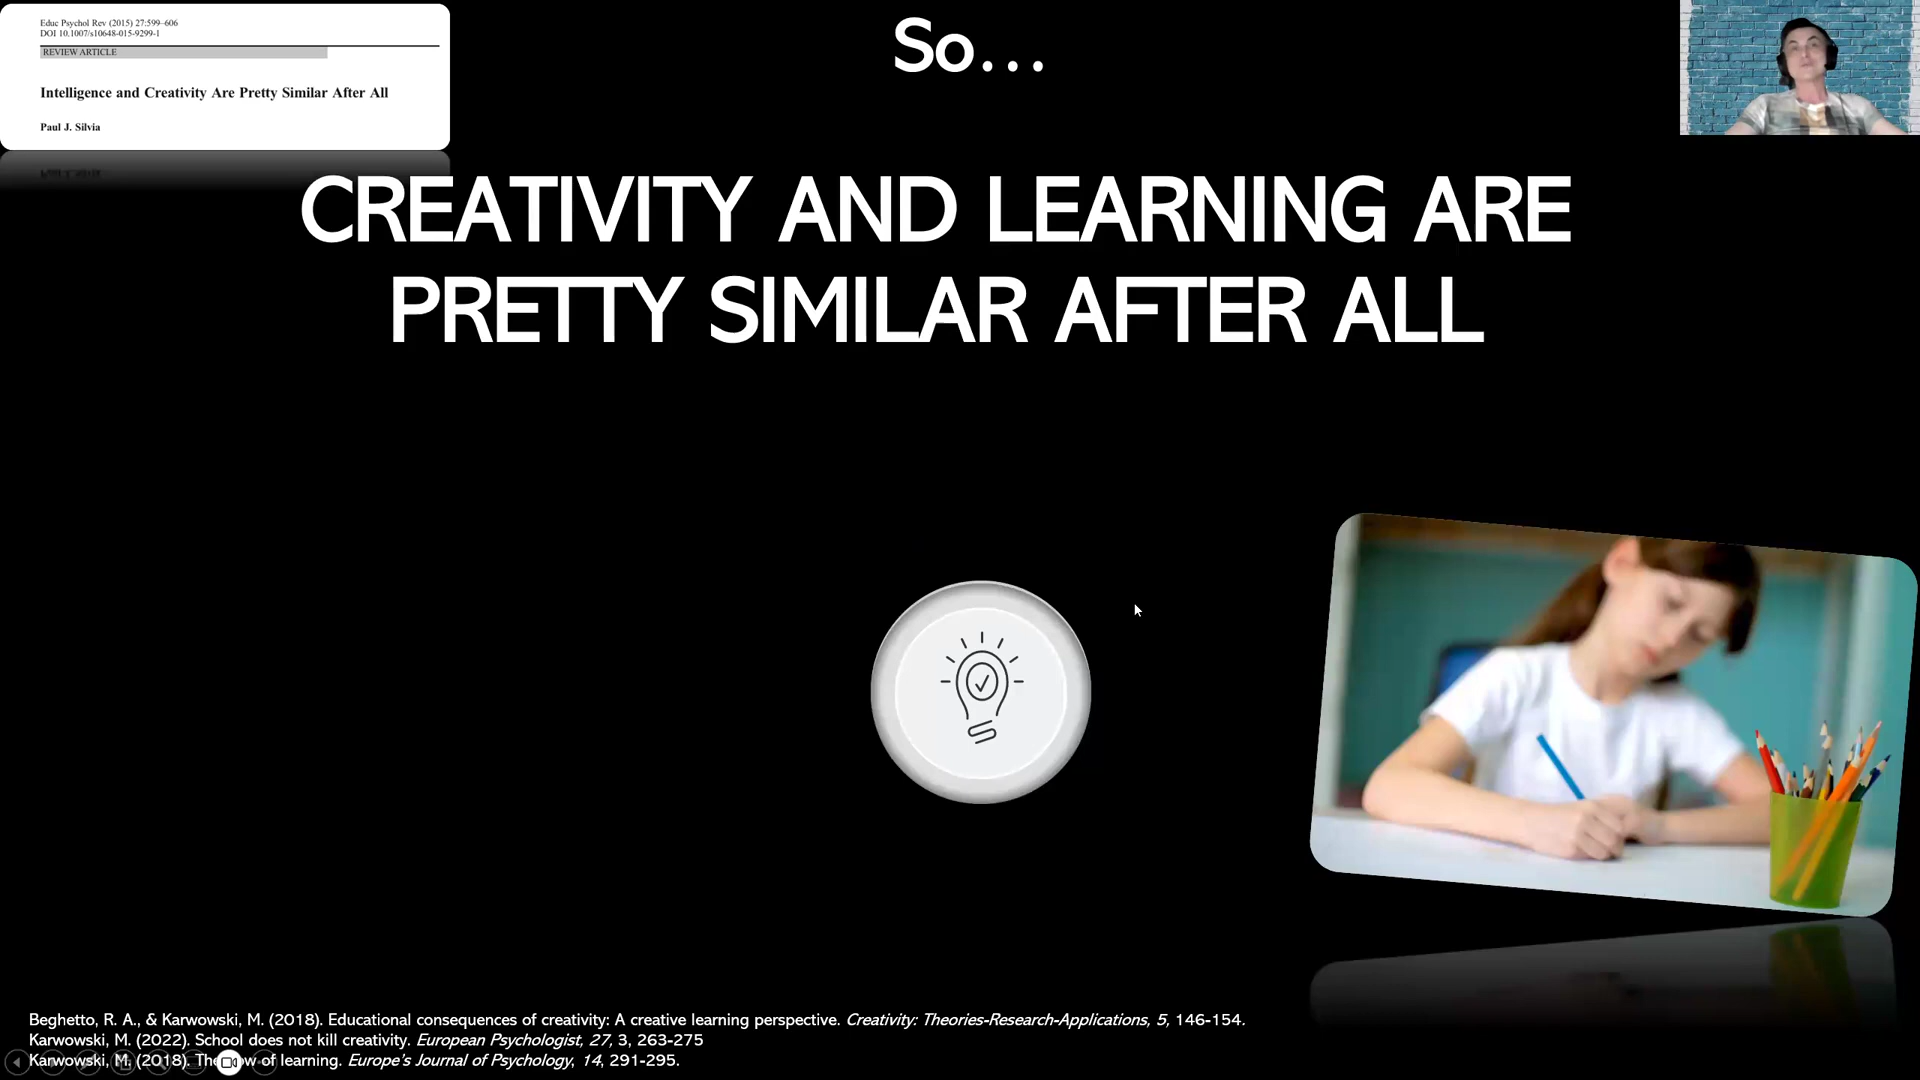 Educ Psychol Rev (2015) 27:599–606
DOI 10.1007/s10648-015-9299-1
REVIEW ARTICLE
Intelligence and Creativity Are Pretty Similar After All
Paul J. Silvia
So...
CREATIVITY AND LEARNING ARE
PRETTY SIMILAR AFTER ALL
Beghetto, R. A., & Karwowski, M. (2018). Educational consequences of creativity: A creative learning perspective. Creativity: Theories-Research-Applications, 5, 146-154.
Karwowski, M. (2022). School does not kill creativity. European Psychologist, 27, 3, 263-275
Karwowski, M. (2018). of learning. Europe's Journal of Psychology, 14, 291-295.